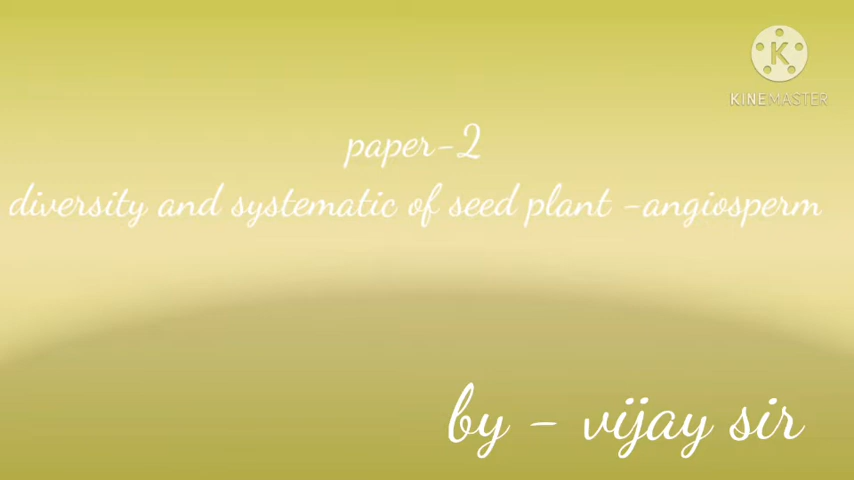 K
KINEMASTER
paper-2
diversity and systematic of seed plant -angiosperm
by - vijay sir